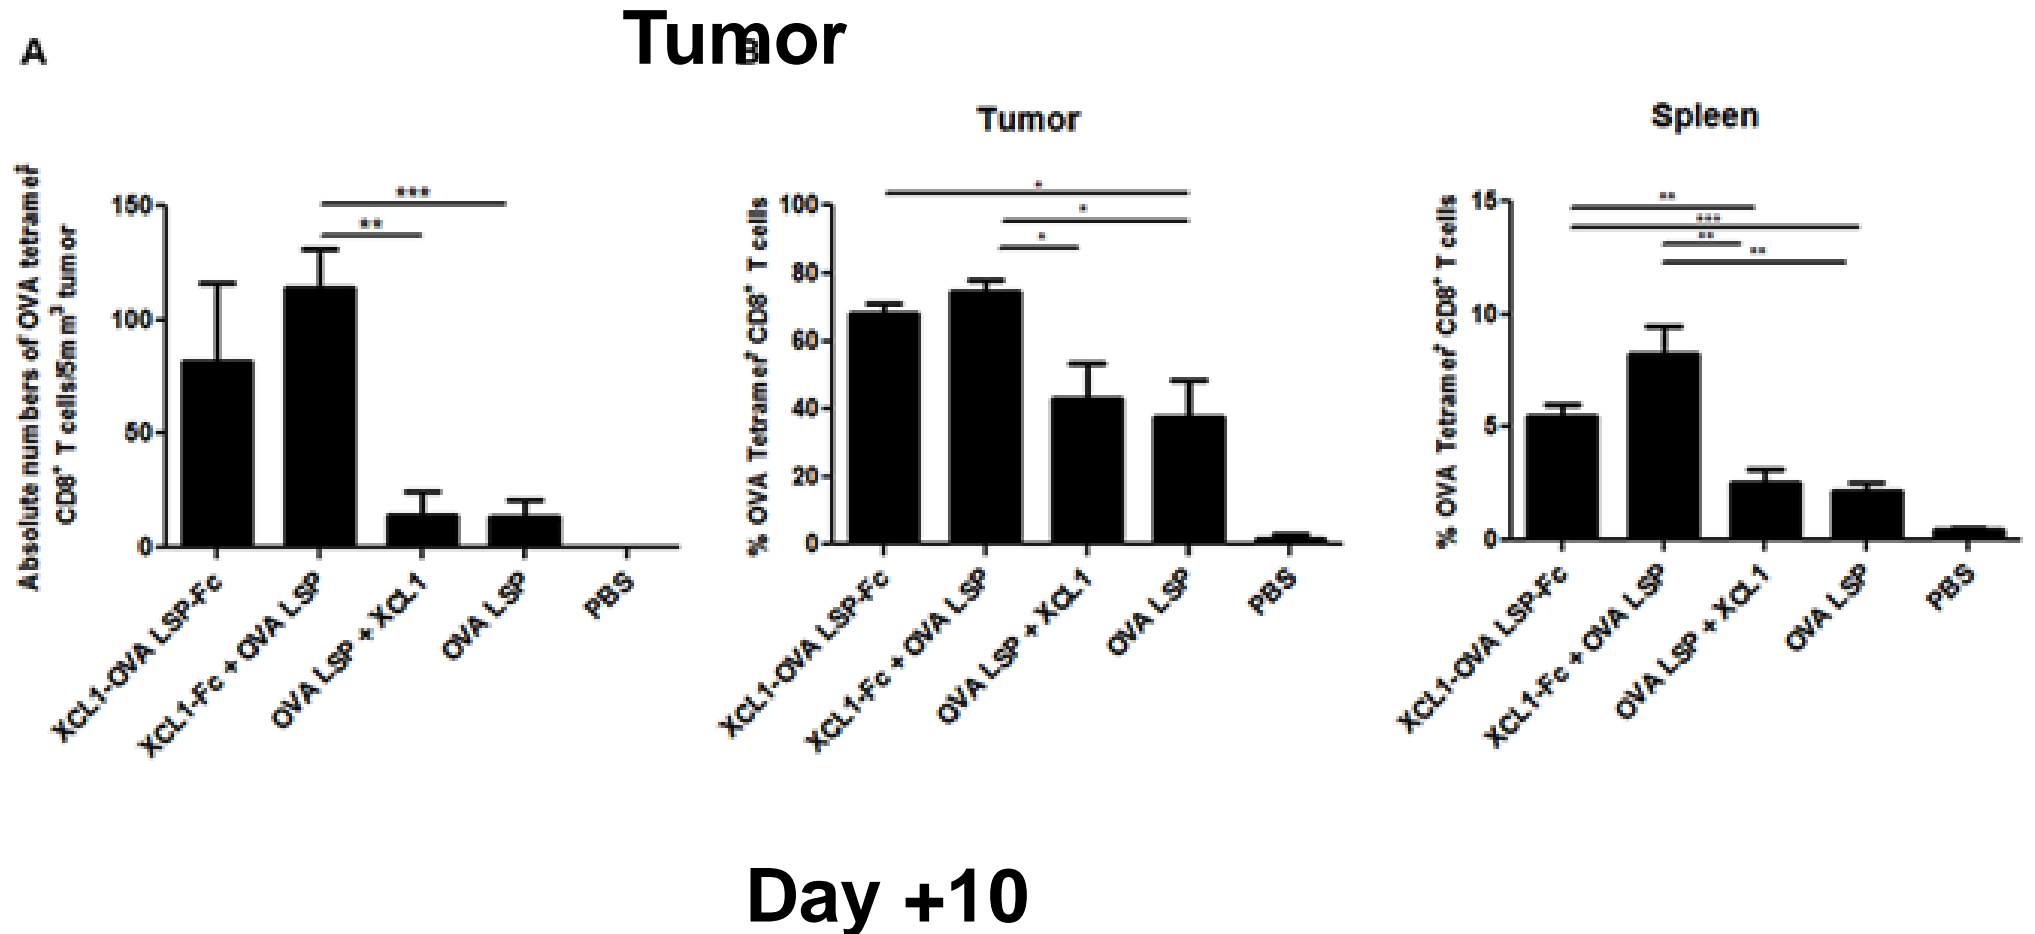 Tumor
A
B
Absolute numbers of OVA tetramer⁺
CD8⁺ T cells/5mm³ tumor
150
100
50
0
***
**
XCL1-OVA LSP-Fc
XCL1-Fc + OVA LSP
OVA LSP + XCL1
OVA LSP
PBS
Tumor
% OVA Tetramer⁺ CD8⁺ T cells
100
80
60
40
20
0
*
*
*
XCL1-OVA LSP-Fc
XCL1-Fc + OVA LSP
OVA LSP + XCL1
OVA LSP
PBS
Spleen
% OVA Tetramer⁺ CD8⁺ T cells
15
10
5
0
**
***
**
**
XCL1-OVA LSP-Fc
XCL1-Fc + OVA LSP
OVA LSP + XCL1
OVA LSP
PBS
Day +10